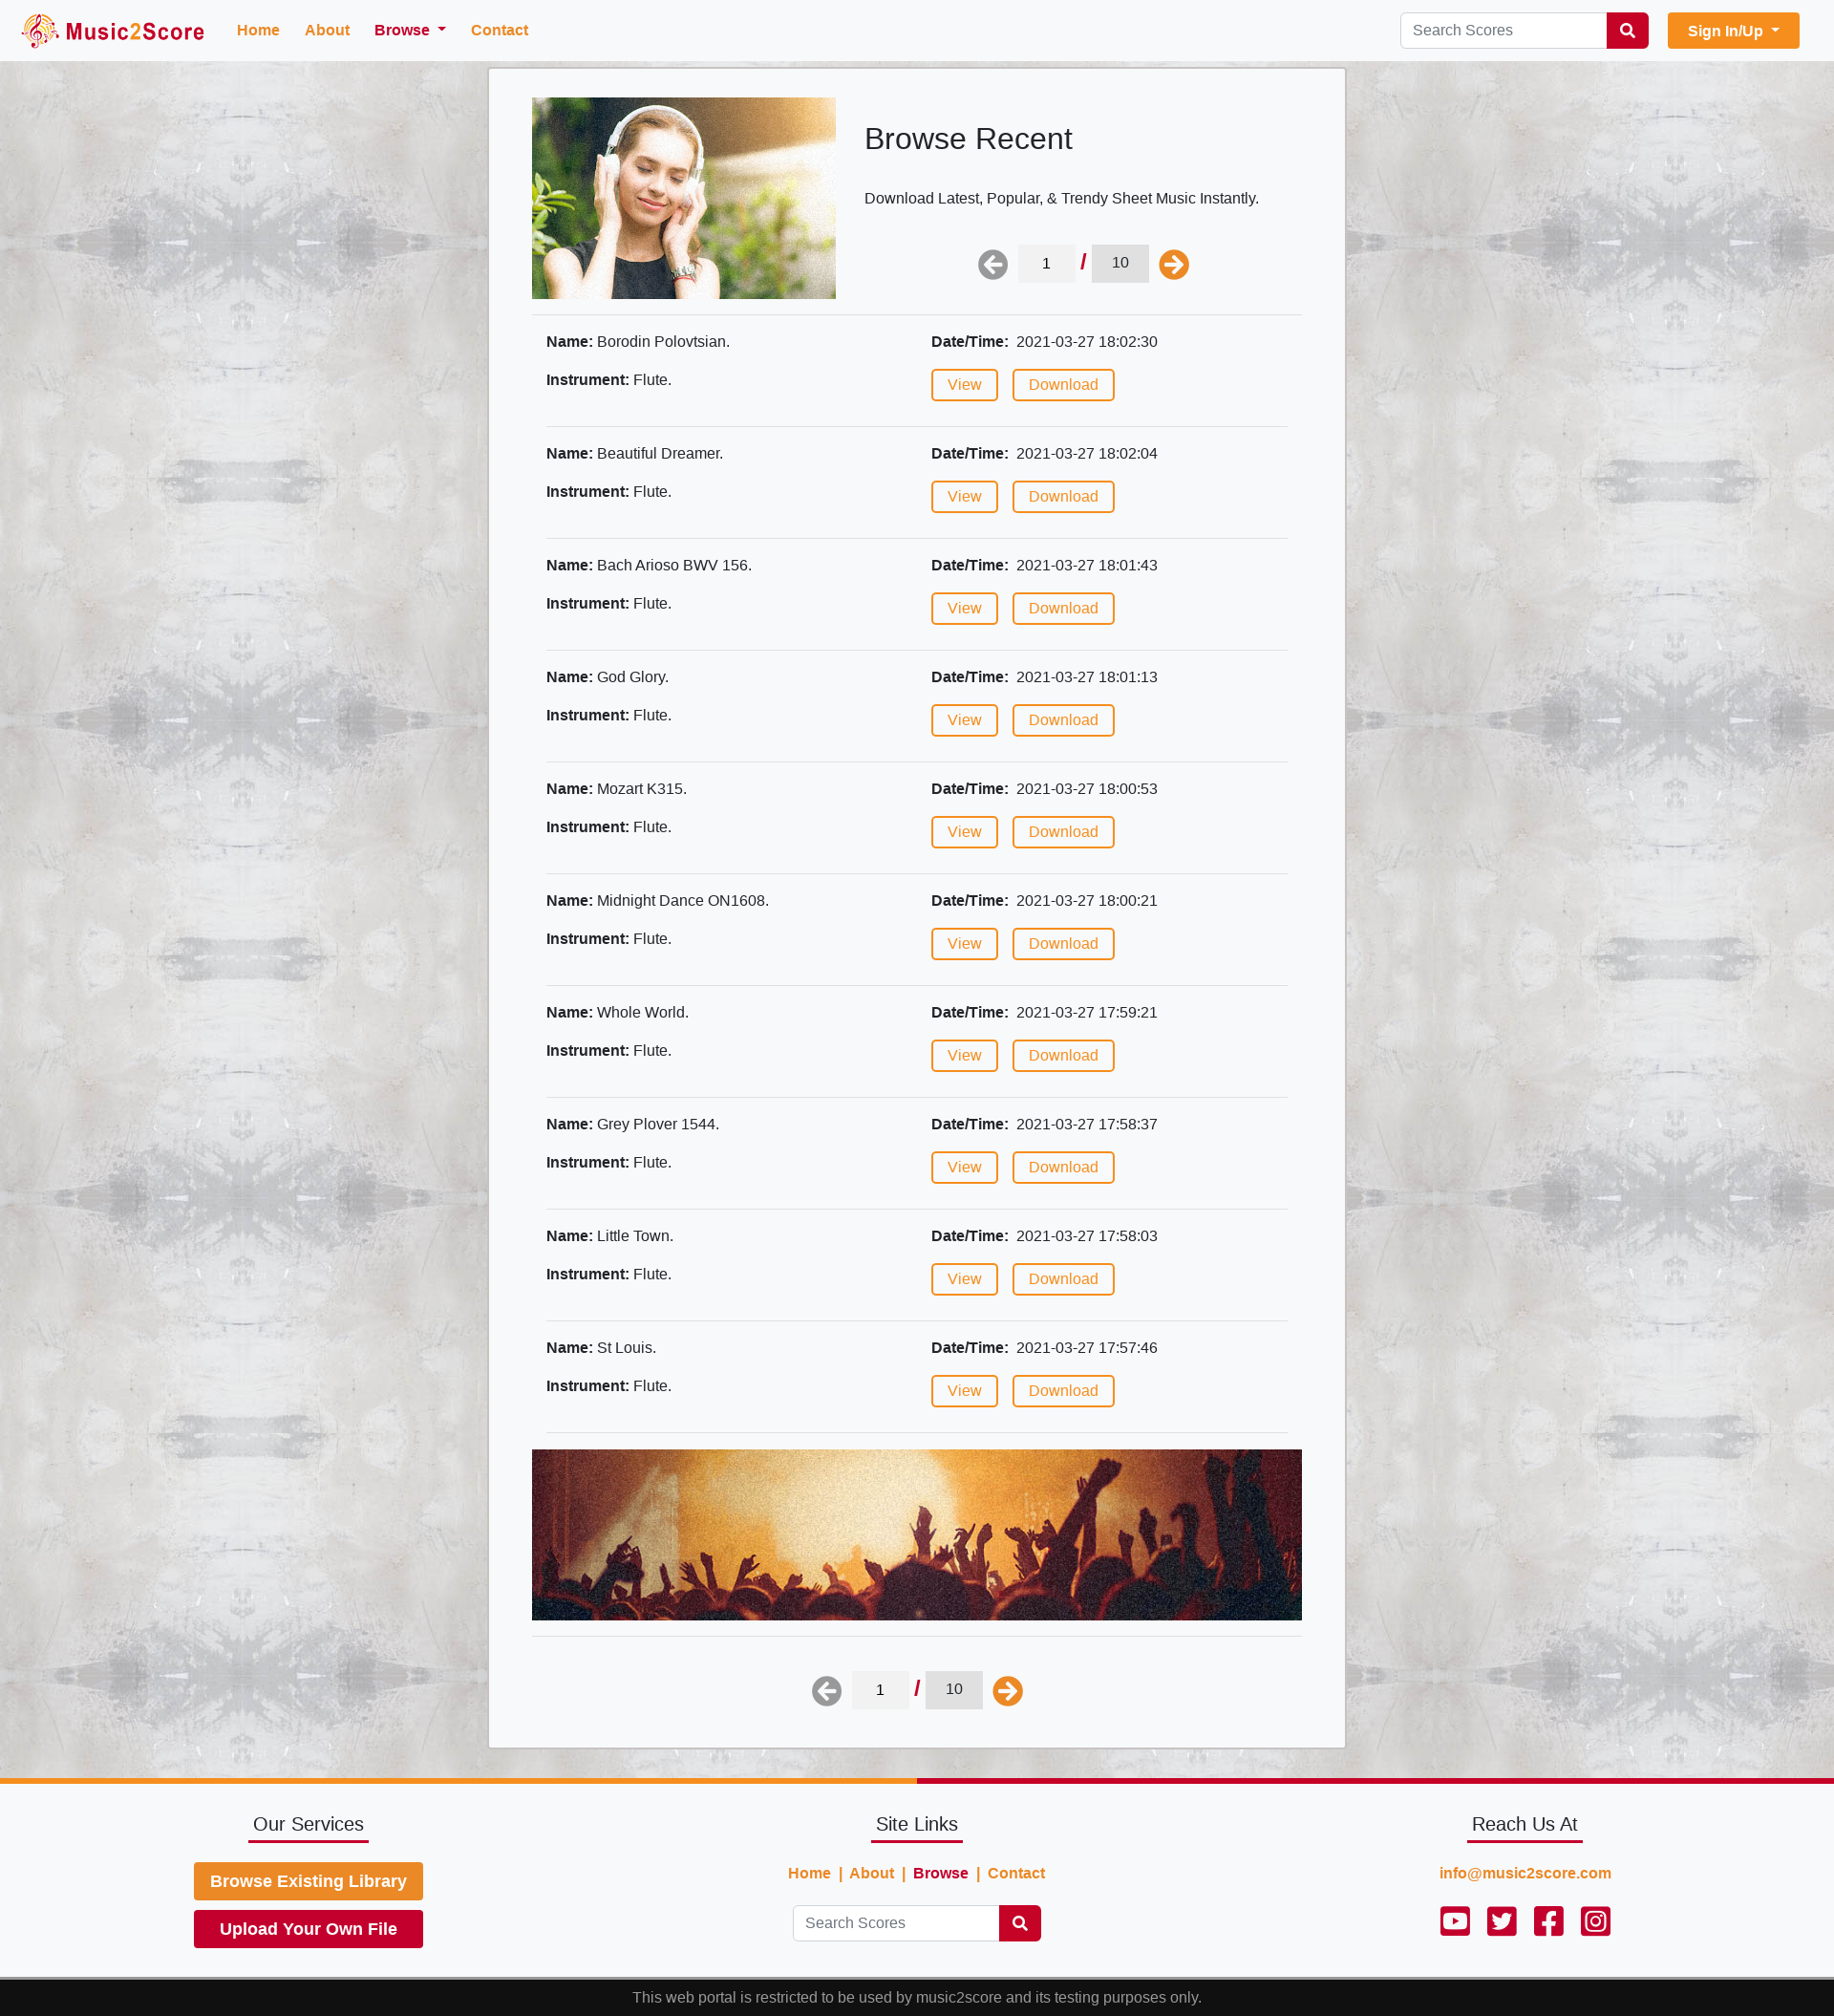 Music2Score Home About Browse Contact Search Scores Sign In/Up
Browse Recent
Download Latest, Popular, & Trendy Sheet Music Instantly.
1 / 10
Name: Borodin Polovtsian. Date/Time: 2021-03-27 18:02:30
Instrument: Flute. View Download
Name: Beautiful Dreamer. Date/Time: 2021-03-27 18:02:04
Instrument: Flute. View Download
Name: Bach Arioso BWV 156. Date/Time: 2021-03-27 18:01:43
Instrument: Flute. View Download
Name: God Glory. Date/Time: 2021-03-27 18:01:13
Instrument: Flute. View Download
Name: Mozart K315. Date/Time: 2021-03-27 18:00:53
Instrument: Flute. View Download
Name: Midnight Dance ON1608. Date/Time: 2021-03-27 18:00:21
Instrument: Flute. View Download
Name: Whole World. Date/Time: 2021-03-27 17:59:21
Instrument: Flute. View Download
Name: Grey Plover 1544. Date/Time: 2021-03-27 17:58:37
Instrument: Flute. View Download
Name: Little Town. Date/Time: 2021-03-27 17:58:03
Instrument: Flute. View Download
Name: St Louis. Date/Time: 2021-03-27 17:57:46
Instrument: Flute. View Download
1 / 10
Our Services
Browse Existing Library
Upload Your Own File
Site Links
Home | About | Browse | Contact
Search Scores
Reach Us At
info@music2score.com
This web portal is restricted to be used by music2score and its testing purposes only.